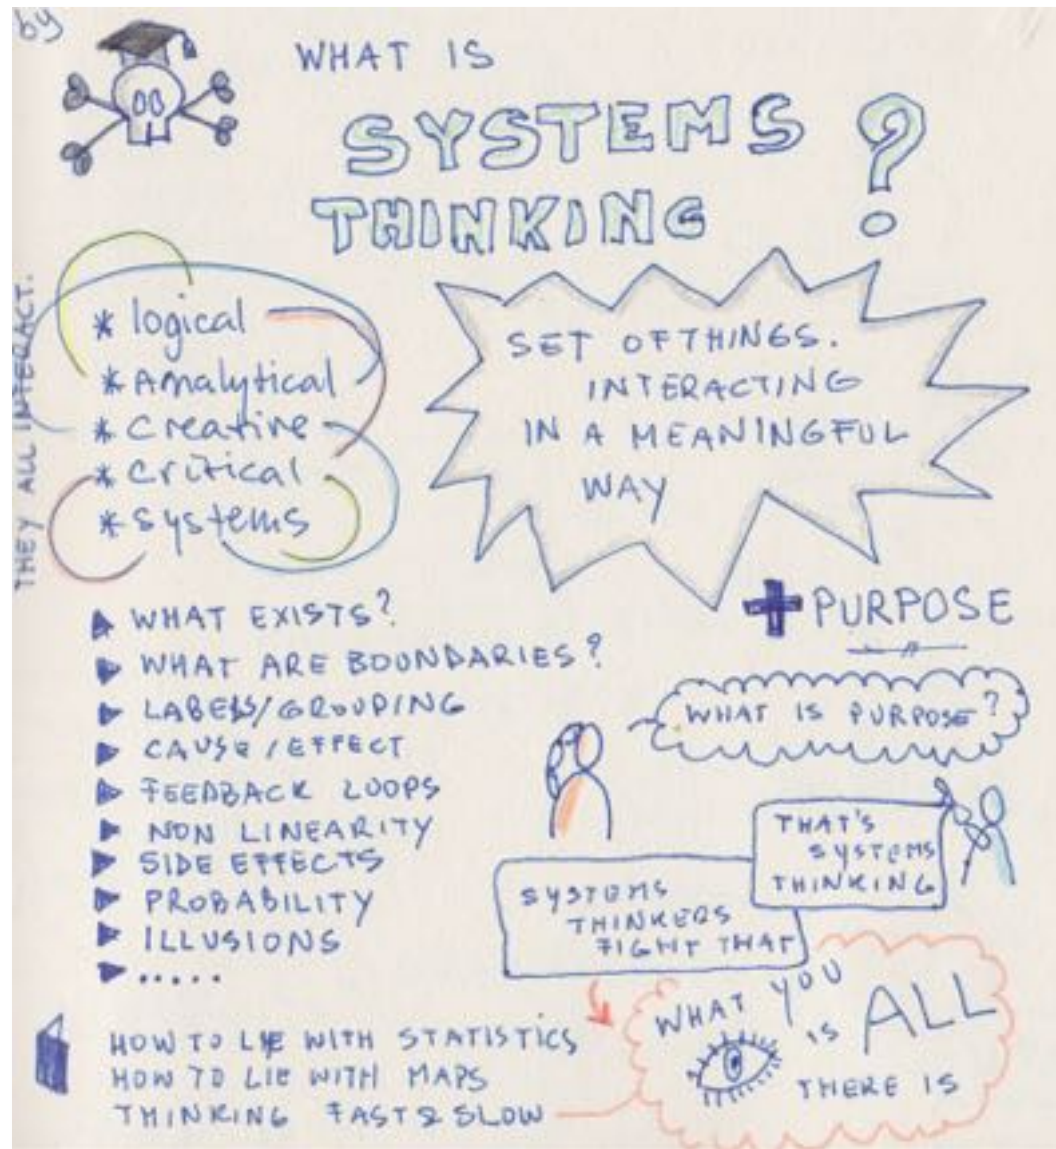 by
WHAT IS
SYSTEMS
THINKING?
THEY ALL INTERACT.
* logical
* Analytical
* Creative
* critical
* systems
SET OF THINGS.
INTERACTING
IN A MEANINGFUL
WAY
+ PURPOSE
WHAT EXISTS?
WHAT ARE BOUNDARIES?
LABELS/GROUPING
CAUSE/EFFECT
FEEDBACK LOOPS
NON LINEARITY
SIDE EFFECTS
PROBABILITY
ILLUSIONS
.....
WHAT IS PURPOSE?
THAT'S
SYSTEMS
THINKING
SYSTEMS
THINKERS
FIGHT THAT
WHAT YOU
IS ALL
THERE IS
HOW TO LIE WITH STATISTICS
HOW TO LIE WITH MAPS
THINKING FAST & SLOW